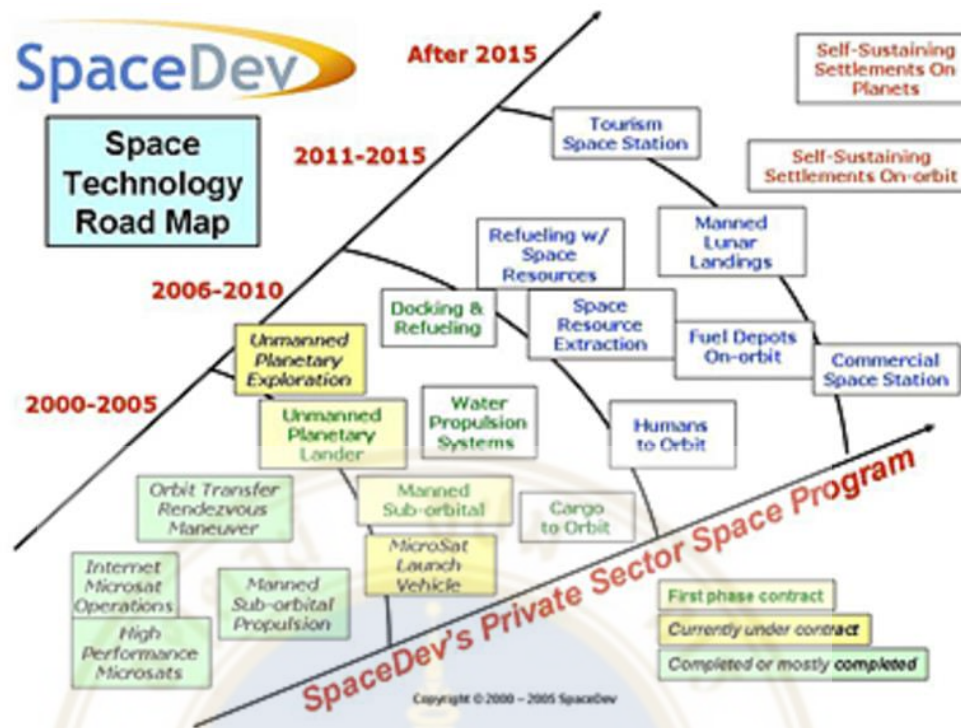 SpaceDev
Space
Technology
Road Map
After 2015
2011-2015
2006-2010
2000-2005
Self-Sustaining
Settlements On
Planets
Tourism
Space Station
Self-Sustaining
Settlements On-orbit
Manned
Lunar
Landings
Refueling w/
Space
Resources
Docking &
Refueling
Space
Resource
Extraction
Fuel Depots
On-orbit
Commercial
Space Station
Unmanned
Planetary
Exploration
Unmanned
Planetary
Lander
Water
Propulsion
Systems
Humans
to Orbit
Orbit Transfer
Rendezvous
Maneuver
Manned
Sub-orbital
Cargo
to Orbit
MicroSat
Launch
Vehicle
Internet
Microsat
Operations
Manned
Sub-orbital
Propulsion
High
Performance
Microsats
SpaceDev's Private Sector Space Program
First phase contract
Currently under contract
Completed or mostly completed
Copyright © 2000 - 2005 SpaceDev